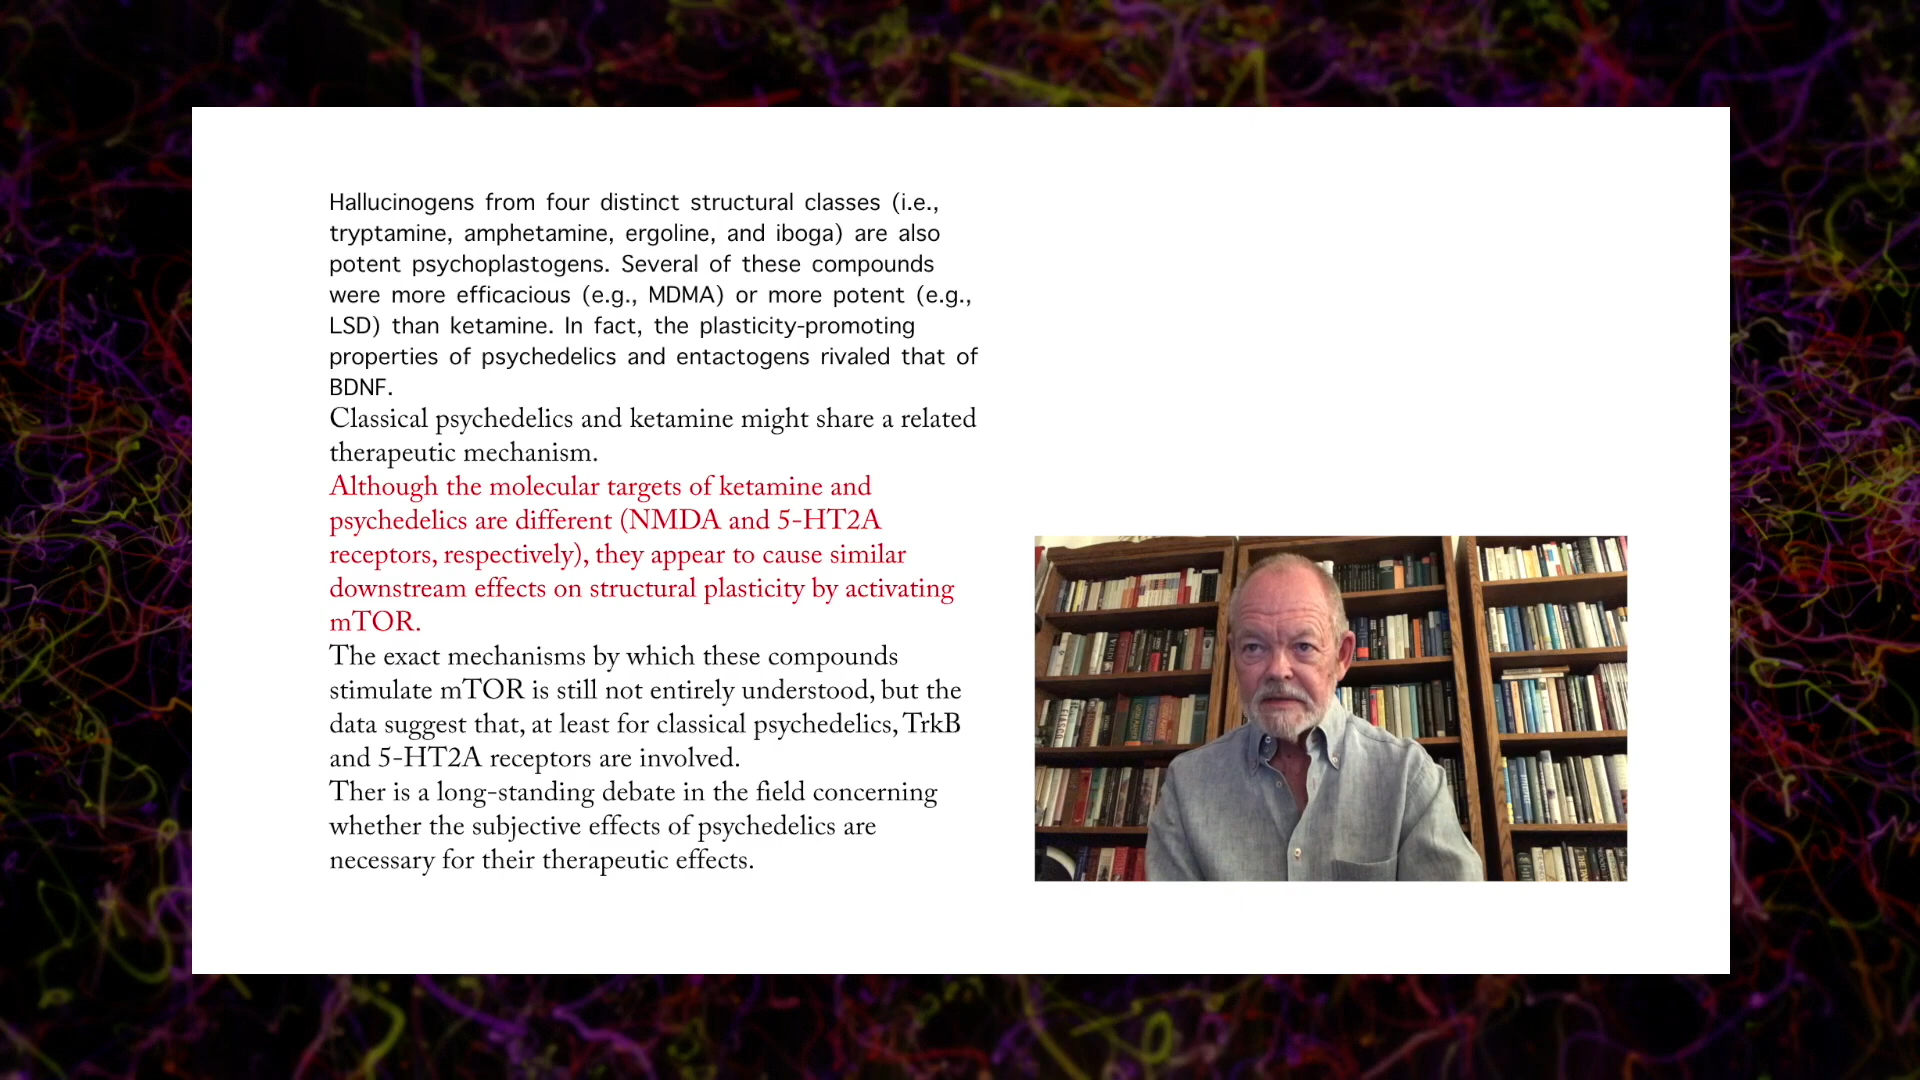 Hallucinogens from four distinct structural classes (i.e.,
tryptamine, amphetamine, ergoline, and iboga) are also
potent psychoplastogens. Several of these compounds
were more efficacious (e.g., MDMA) or more potent (e.g.,
LSD) than ketamine. In fact, the plasticity-promoting
properties of psychedelics and entactogens rivaled that of
BDNF.
Classical psychedelics and ketamine might share a related
therapeutic mechanism.
Although the molecular targets of ketamine and
psychedelics are different (NMDA and 5-HT2A
receptors, respectively), they appear to cause similar
downstream effects on structural plasticity by activating
mTOR.
The exact mechanisms by which these compounds
stimulate mTOR is still not entirely understood, but the
data suggest that, at least for classical psychedelics, TrkB
and 5-HT2A receptors are involved.
Ther is a long-standing debate in the field concerning
whether the subjective effects of psychedelics are
necessary for their therapeutic effects.